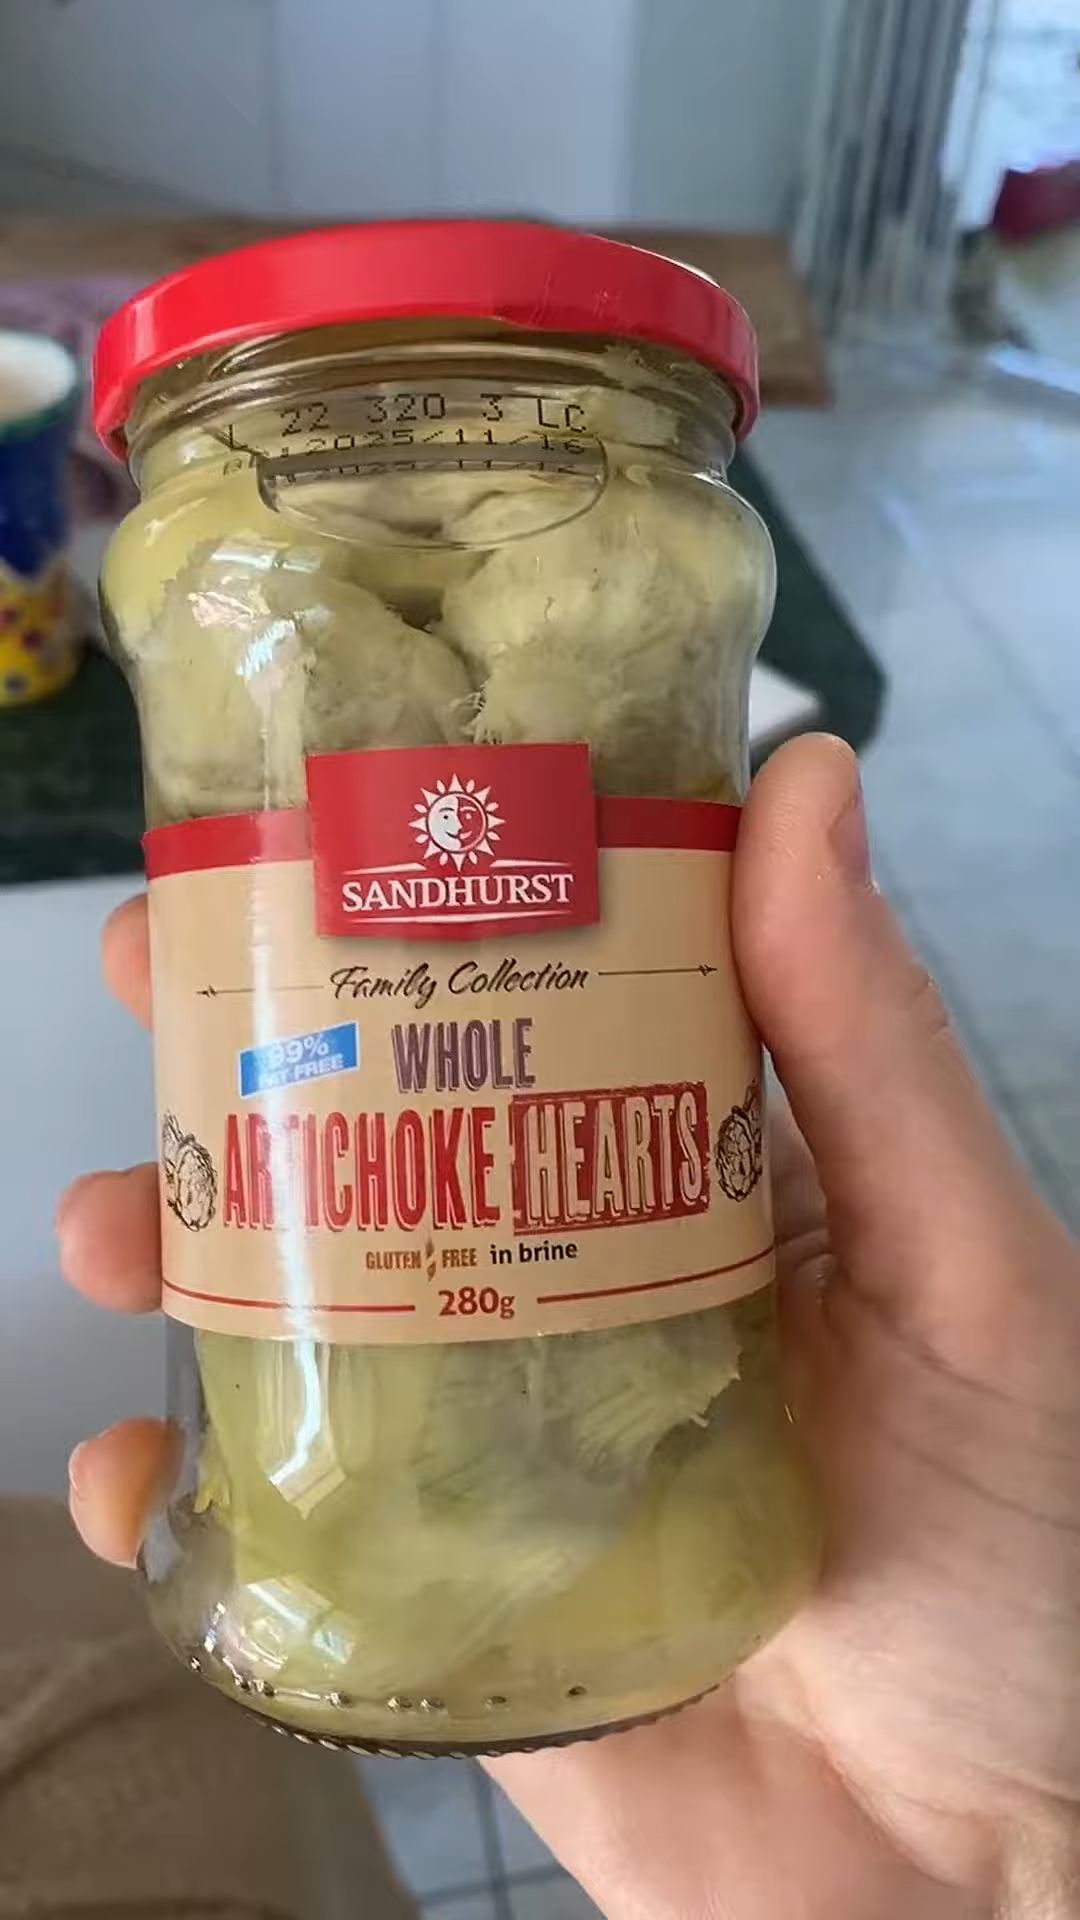 L 22 320 3 LC
BB:2025/11/16
SANDHURST
Family Collection
99%
FAT FREE
WHOLE
ARTICHOKE HEARTS
GLUTEN FREE in brine
280g